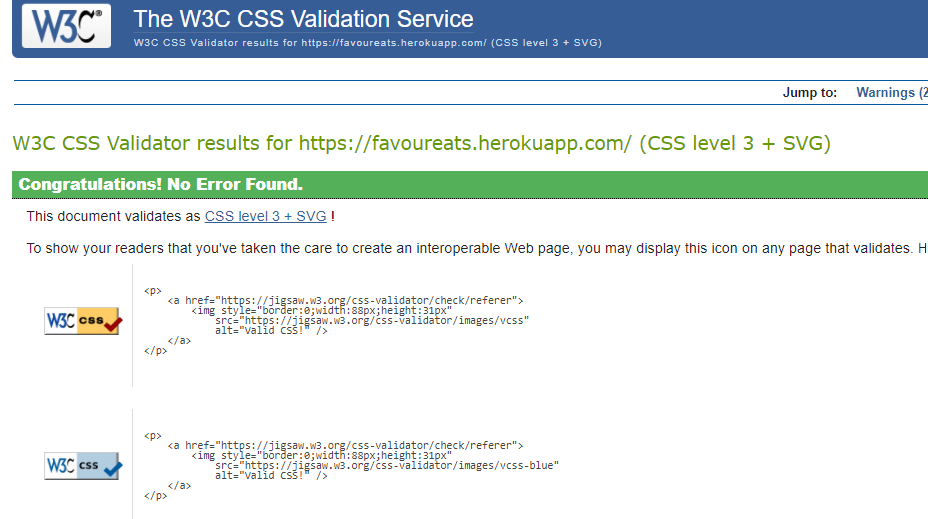 W3C® The W3C CSS Validation Service
W3C CSS Validator results for https://favoureats.herokuapp.com/ (CSS level 3 + SVG)
Jump to: Warnings (
W3C CSS Validator results for https://favoureats.herokuapp.com/ (CSS level 3 + SVG)
Congratulations! No Error Found.
This document validates as CSS level 3 + SVG !
To show your readers that you've taken the care to create an interoperable Web page, you may display this icon on any page that validates. H
W3C css
<p>
<a href="https://jigsaw.w3.org/css-validator/check/referer">
<img style="border:0;width:88px;height:31px"
src="https://jigsaw.w3.org/css-validator/images/vcss"
alt="Valid CSS!" />
</a>
</p>
W3C css
<p>
<a href="https://jigsaw.w3.org/css-validator/check/referer">
<img style="border:0;width:88px;height:31px"
src="https://jigsaw.w3.org/css-validator/images/vcss-blue"
alt="Valid CSS!" />
</a>
</p>